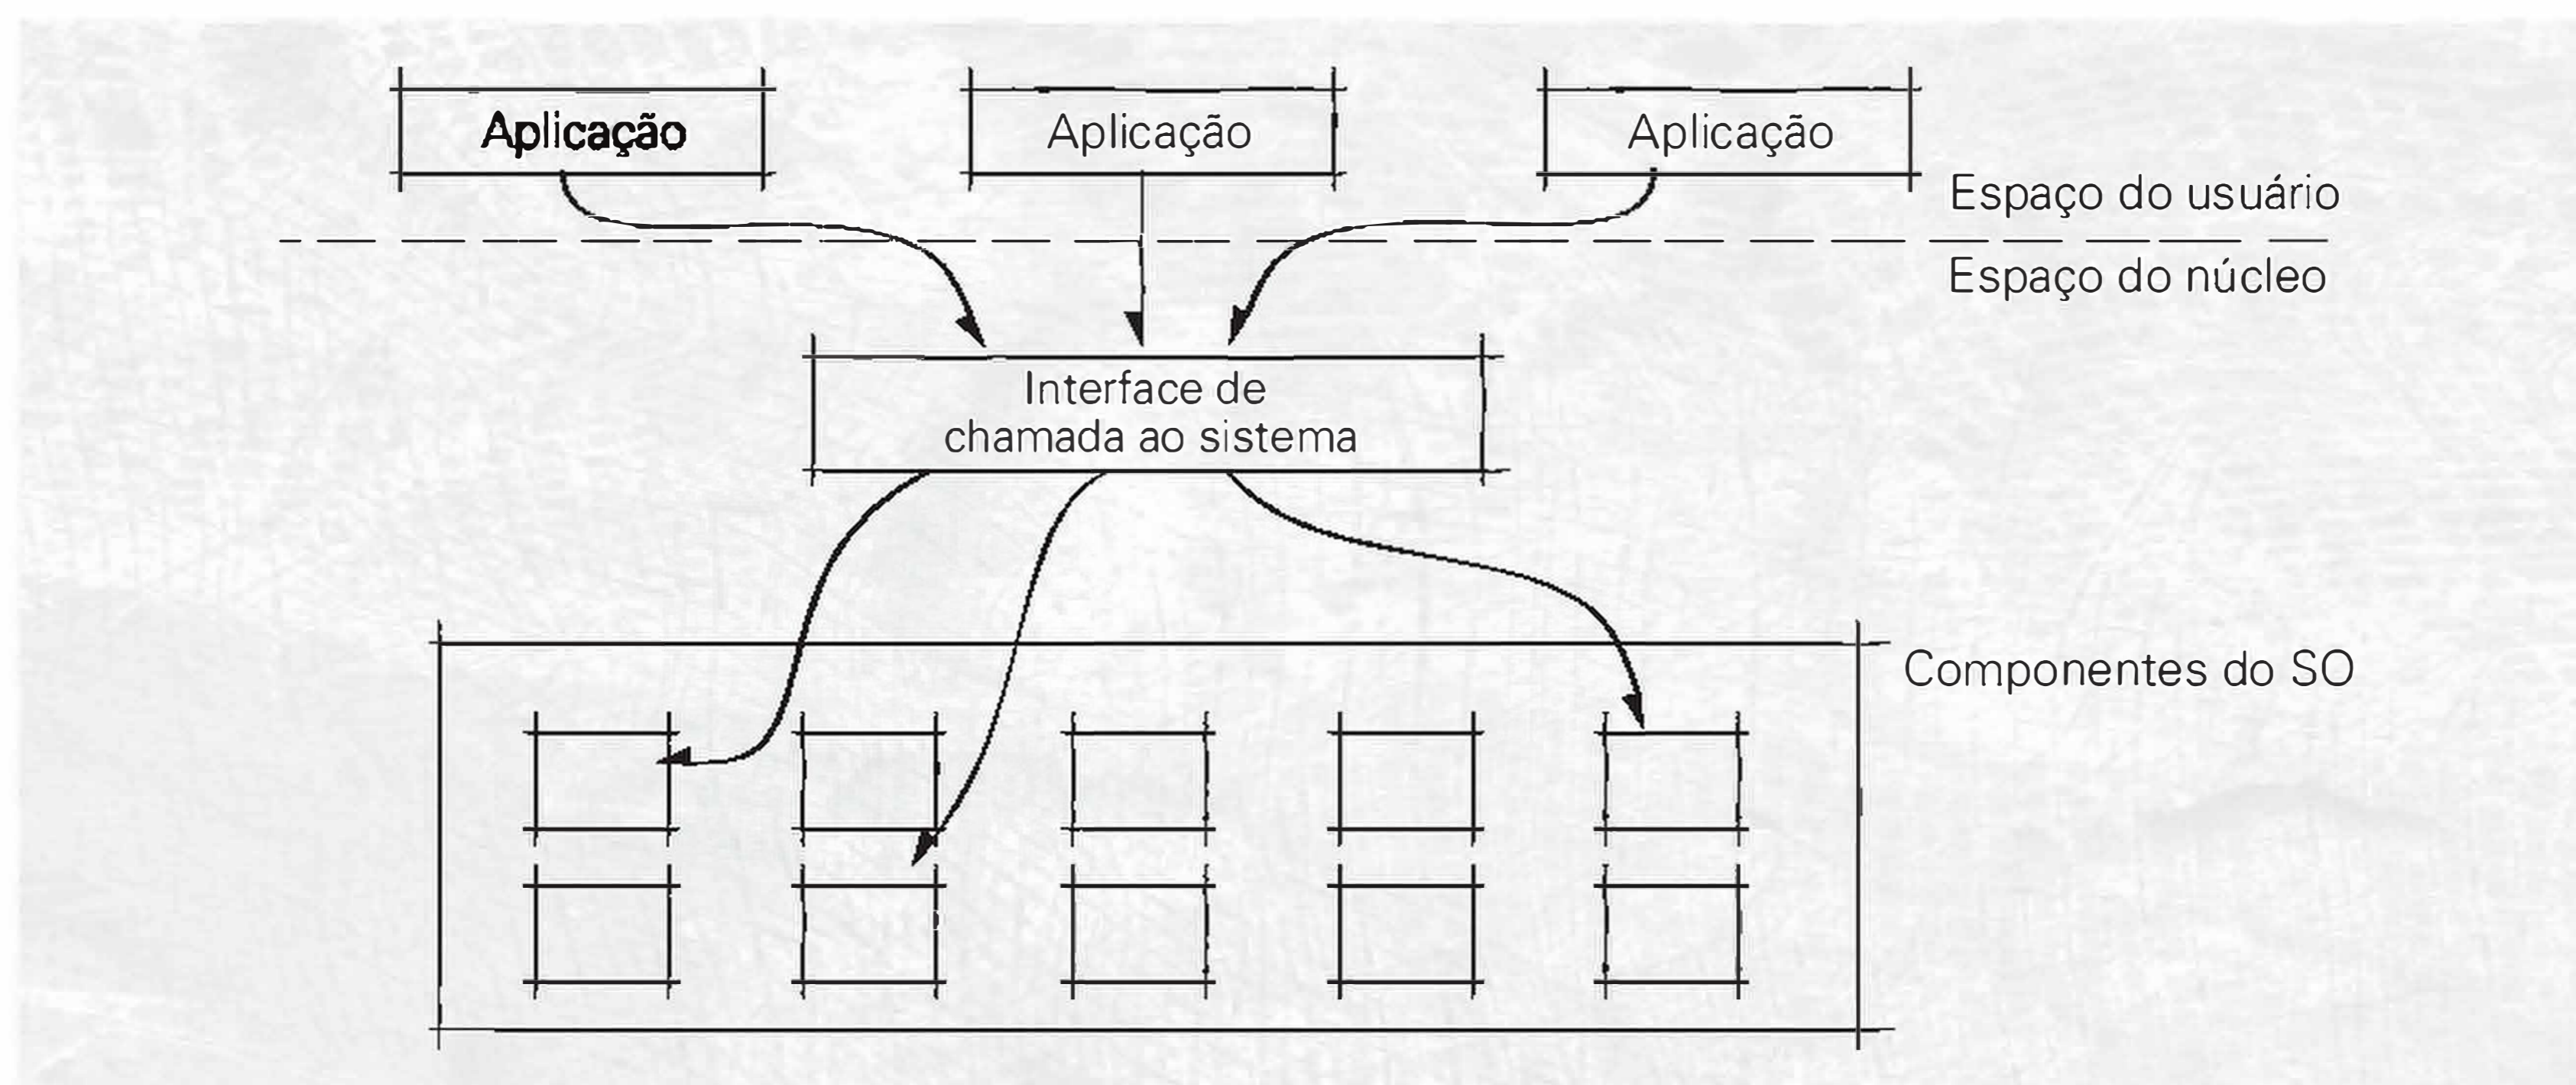 Aplicação
Aplicação
Aplicação
Espaço do usuário
Espaço do núcleo
Interface de
chamada ao sistema
Componentes do SO